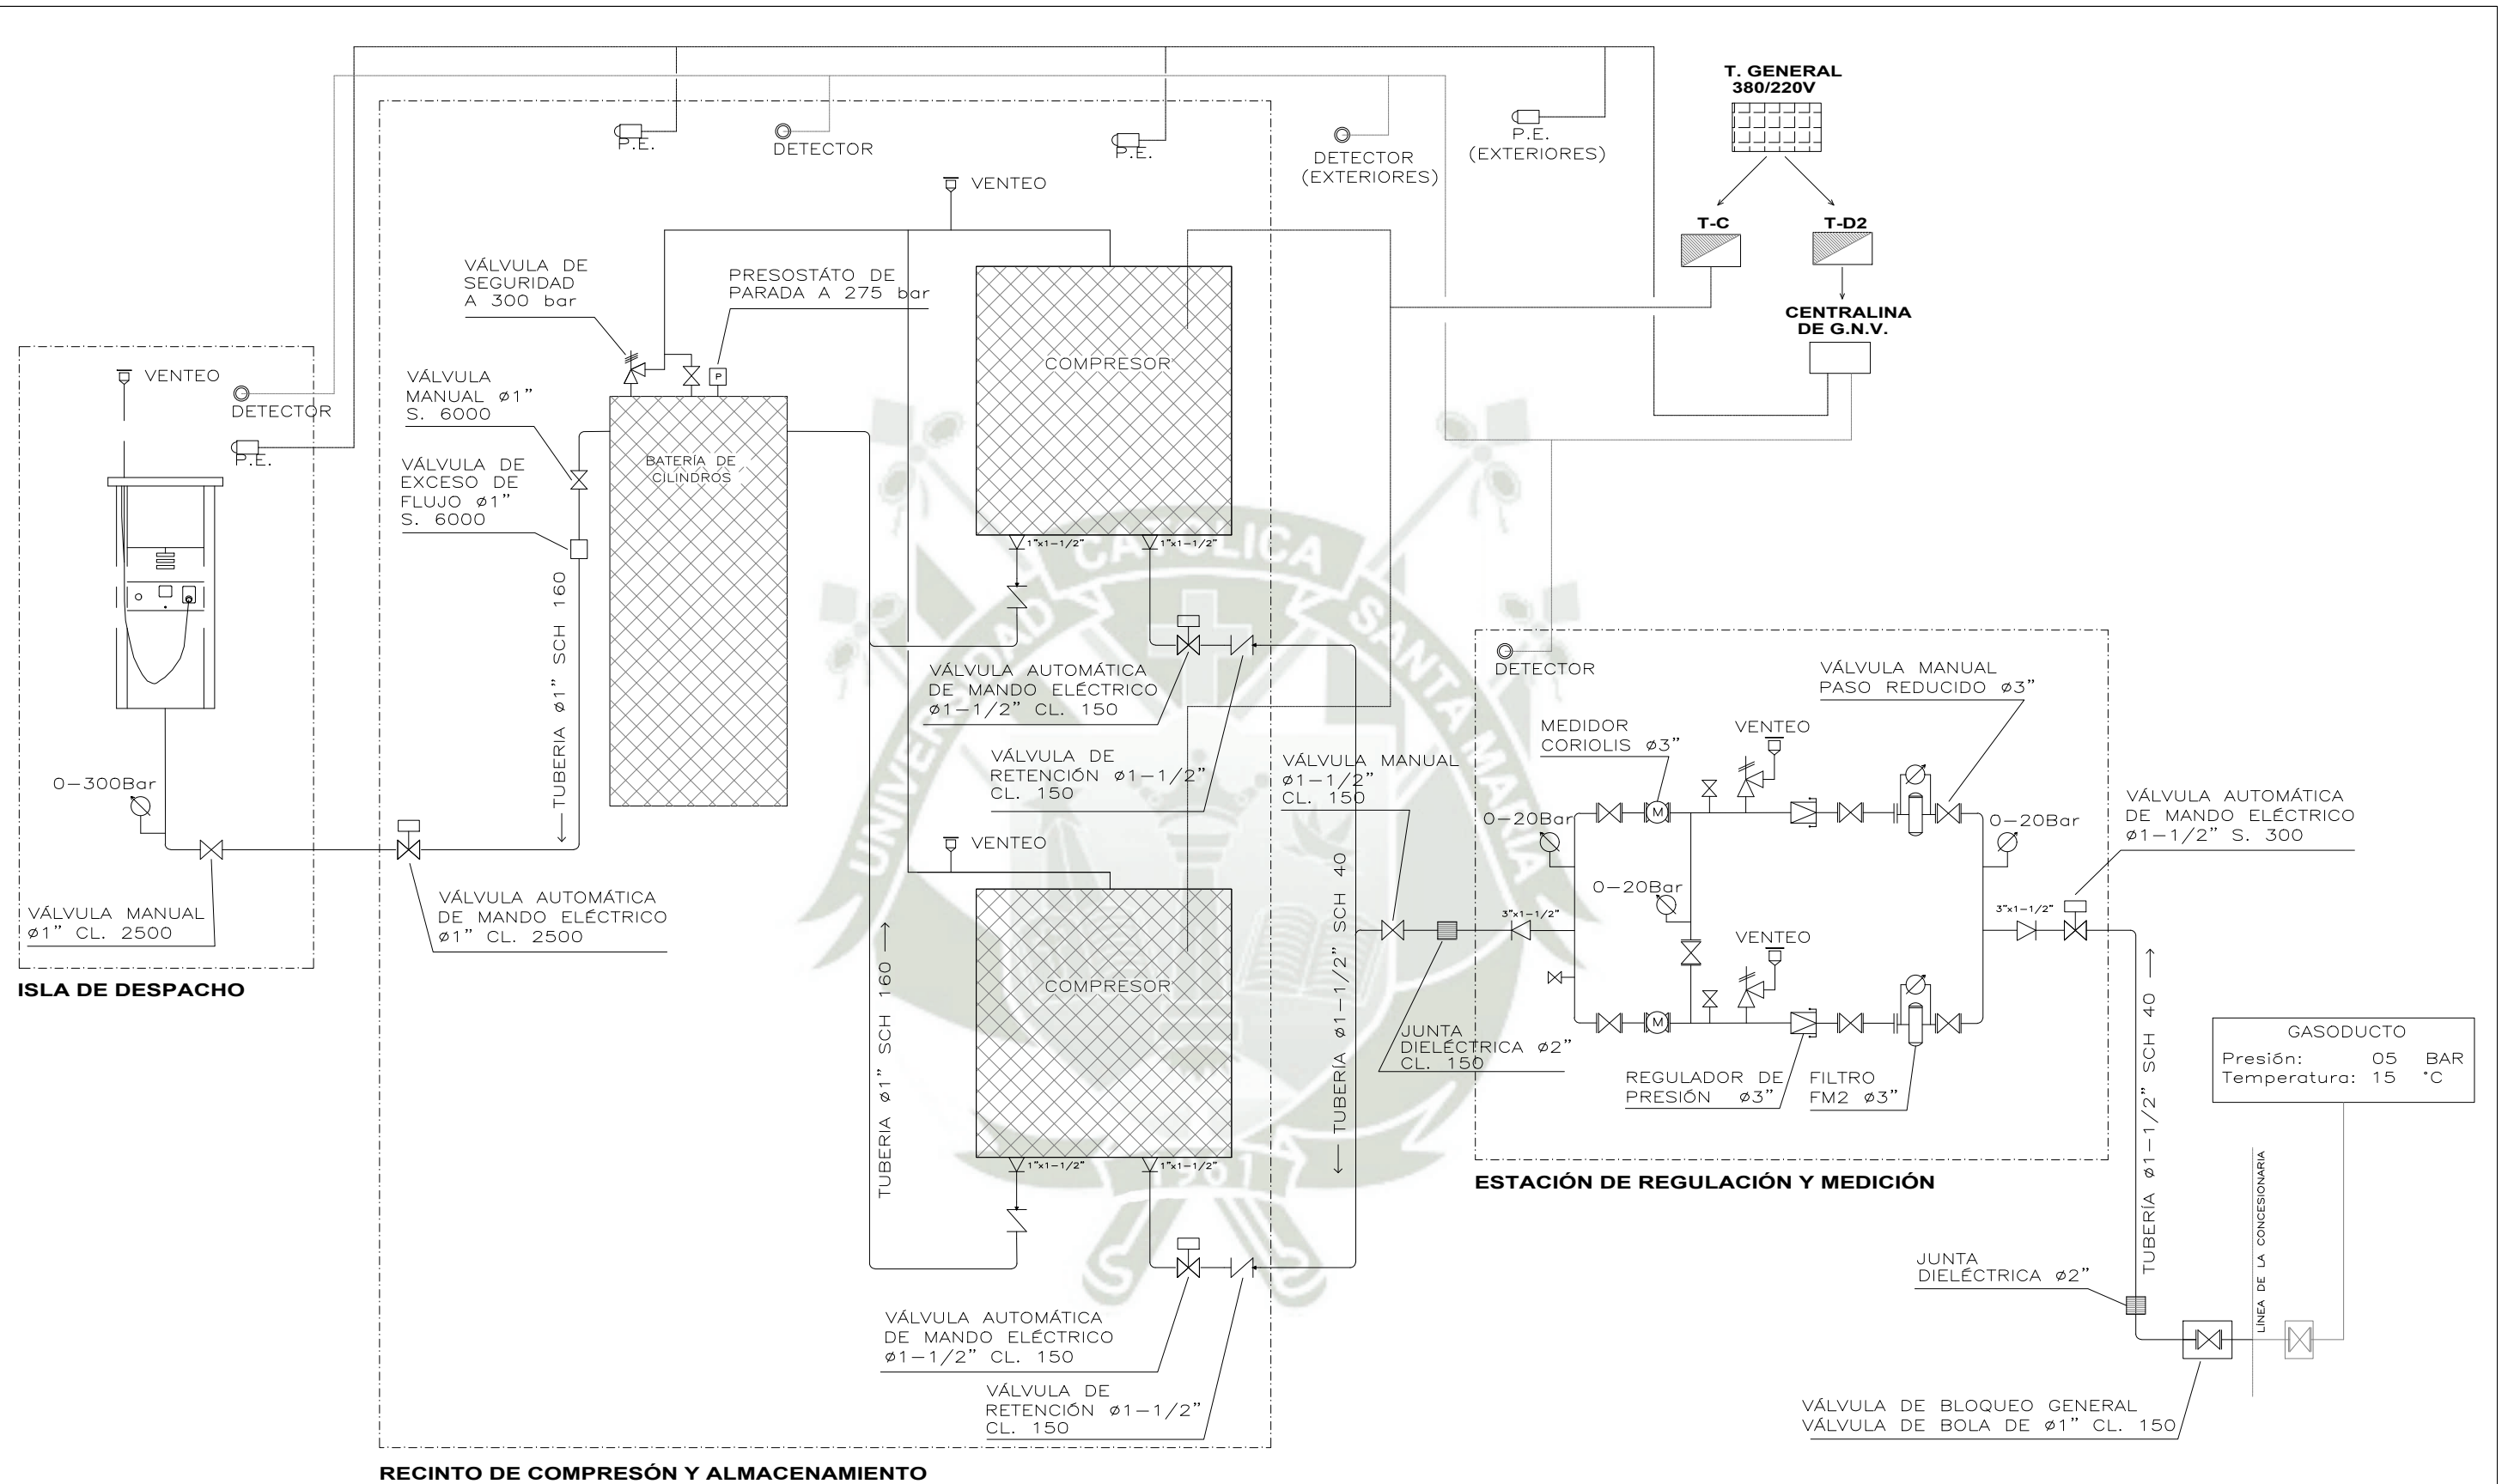 T. GENERAL
380/220V
P.E.
DETECTOR
P.E.
DETECTOR
(EXTERIORES)
P.E.
(EXTERIORES)
VENTEO
T-C
T-D2
VÁLVULA DE
SEGURIDAD
A 300 bar
PRESOSTÁTO DE
PARADA A 275 bar
CENTRALINA
DE G.N.V.
COMPRESOR
VENTEO
DETECTOR
P.E.
VÁLVULA
MANUAL ø1”
S. 6000
P
VÁLVULA DE
EXCESO DE
FLUJO ø1”
S. 6000
BATERÍA DE
CILINDROS
1"x1-1/2"
1"x1-1/2"
TUBERIA ø1” SCH 160
VÁLVULA AUTOMÁTICA
DE MANDO ELÉCTRICO
ø1-1/2” CL. 150
VÁLVULA DE
RETENCIÓN ø1-1/2”
CL. 150
VÁLVULA MANUAL
ø1-1/2”
CL. 150
DETECTOR
VÁLVULA MANUAL
PASO REDUCIDO ø3”
MEDIDOR
CORIOLIS ø3”
VENTEO
0-300Bar
0-20Bar
M
0-20Bar
VÁLVULA AUTOMÁTICA
DE MANDO ELÉCTRICO
ø1-1/2” S. 300
VENTEO
0-20Bar
VÁLVULA MANUAL
ø1” CL. 2500
VÁLVULA AUTOMÁTICA
DE MANDO ELÉCTRICO
ø1” CL. 2500
3"x1-1/2"
3"x1-1/2"
VENTEO
ISLA DE DESPACHO
COMPRESOR
TUBERIA ø1” SCH 160
TUBERÍA ø1-1/2” SCH 40
M
JUNTA
DIELÉCTRICA ø2”
CL. 150
REGULADOR DE
PRESIÓN ø3”
FILTRO
FM2 ø3”
GASODUCTO
Presión: 05 BAR
Temperatura: 15 °C
TUBERÍA ø1-1/2” SCH 40
1"x1-1/2"
1"x1-1/2"
ESTACIÓN DE REGULACIÓN Y MEDICIÓN
LÍNEA DE LA CONCESIONARIA
JUNTA
DIELÉCTRICA ø2”
VÁLVULA AUTOMÁTICA
DE MANDO ELÉCTRICO
ø1-1/2” CL. 150
VÁLVULA DE
RETENCIÓN ø1-1/2”
CL. 150
VÁLVULA DE BLOQUEO GENERAL
VÁLVULA DE BOLA DE ø1” CL. 150
RECINTO DE COMPRESÓN Y ALMACENAMIENTO
UNIVERSIDAD CATOLICA SANTA MARIA
1961